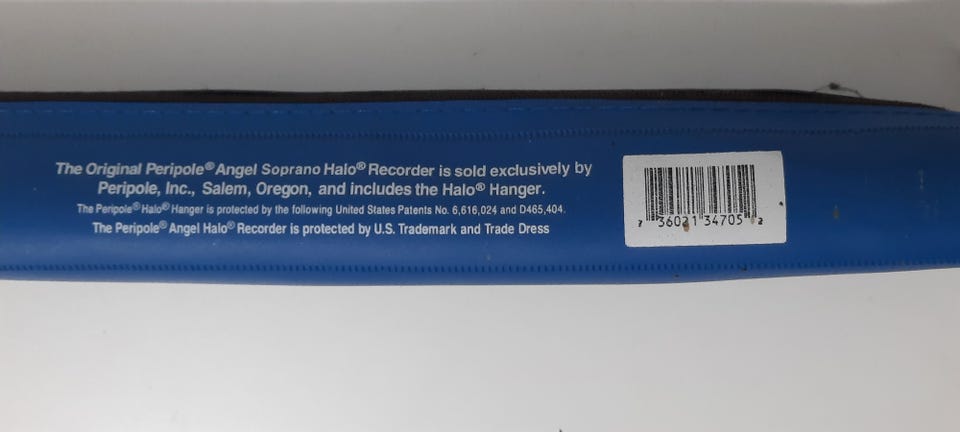 The Original Peripole® Angel Soprano Halo® Recorder is sold exclusively by
Peripole, Inc., Salem, Oregon, and includes the Halo® Hanger.
The Peripole® Halo® Hanger is protected by the following United States Patents No. 6,616,024 and D465,404.
The Peripole® Angel Halo® Recorder is protected by U.S. Trademark and Trade Dress
7 36021 34705 2